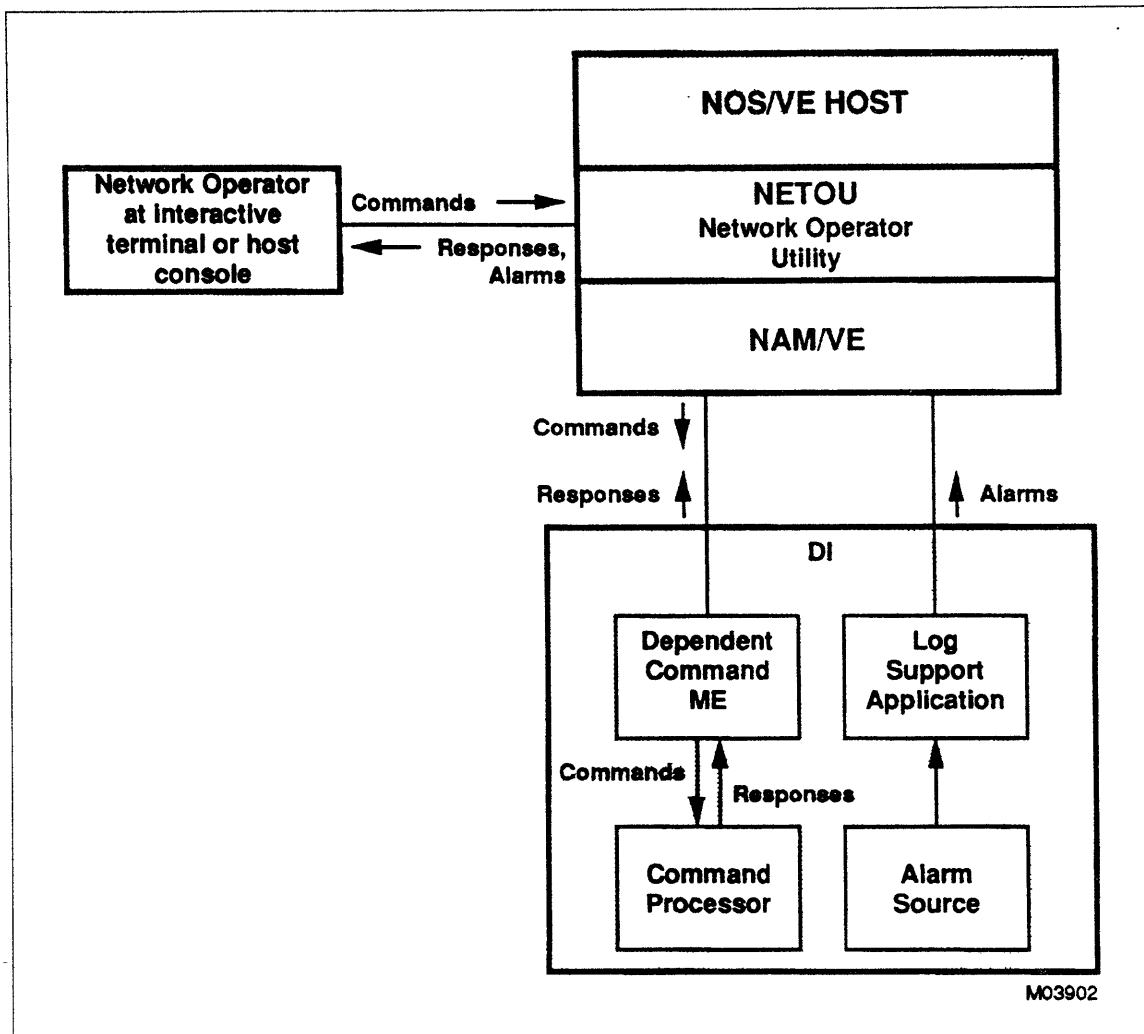 NOS/VE HOST
Network Operator
at interactive
terminal or host
console
Commands
Responses,
Alarms
NETOU
Network Operator
Utility
NAM/VE
Commands
Responses
Alarms
DI
Dependent
Command
ME
Log
Support
Application
Commands
Responses
Command
Processor
Alarm
Source
M03902